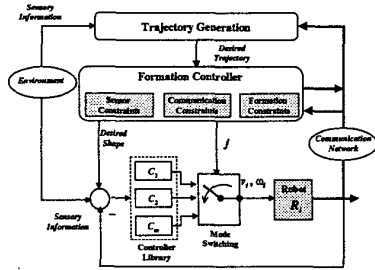 Sensory
Information
Trajectory Generation
Desired
Trajectory
Environment
Formation Controller
Sensor
Constraints
Communication
Constraints
Formation
Constraints
Desired
Shape
j
Communication
Network
C₁
C₂
Cₘ
vᵢ, ωᵢ
Robot
Rᵢ
−
Sensory
Information
Controller
Library
Mode
Switching